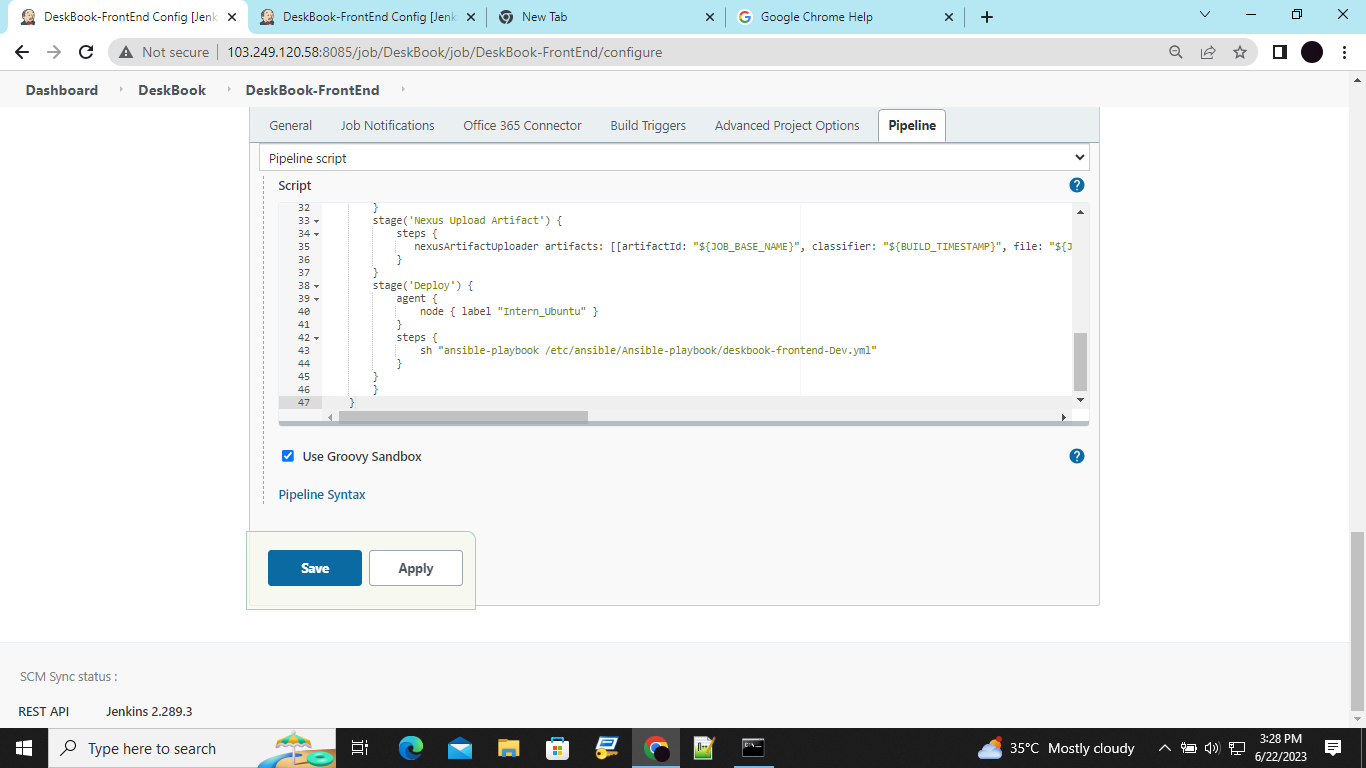 DeskBook-FrontEnd Config [Jenk
DeskBook-FrontEnd Config [Jenk
New Tab
Google Chrome Help
Not secure
103.249.120.58:8085/job/DeskBook/job/DeskBook-FrontEnd/configure
Dashboard
DeskBook
DeskBook-FrontEnd
General
Job Notifications
Office 365 Connector
Build Triggers
Advanced Project Options
Pipeline
Pipeline script
Script
32 }
33 stage('Nexus Upload Artifact') {
34 steps {
35 nexusArtifactUploader artifacts: [[artifactId: "${JOB_BASE_NAME}", classifier: "${BUILD_TIMESTAMP}", file: "${J
36 }
37 }
38 stage('Deploy') {
39 agent {
40 node { label "Intern_Ubuntu" }
41 }
42 steps {
43 sh "ansible-playbook /etc/ansible/Ansible-playbook/deskbook-frontend-Dev.yml"
44 }
45 }
46 }
47 }
Use Groovy Sandbox
Pipeline Syntax
Save
Apply
SCM Sync status :
REST API
Jenkins 2.289.3
Type here to search
35°C Mostly cloudy
3:28 PM
6/22/2023